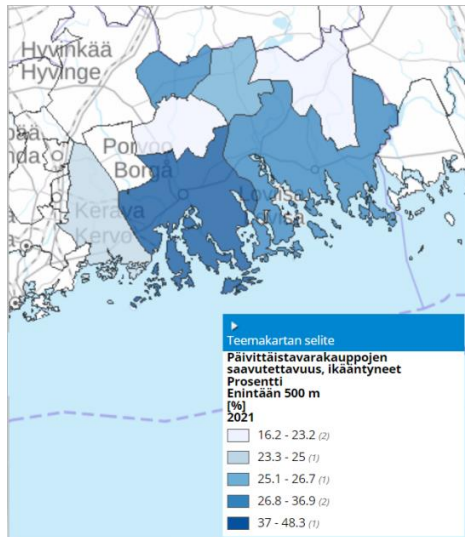 Hyvinkää
Hyvinge
Porvoo
Borgå
Loviisa
Lovisa
Kerava
Kervo
Teemakartan selite
Päivittäistavarakauppojen
saavutettavuus, ikääntyneet
Prosentti
Enintään 500 m
[%]
2021
16.2 - 23.2 (2)
23.3 - 25 (1)
25.1 - 26.7 (1)
26.8 - 36.9 (2)
37 - 48.3 (1)